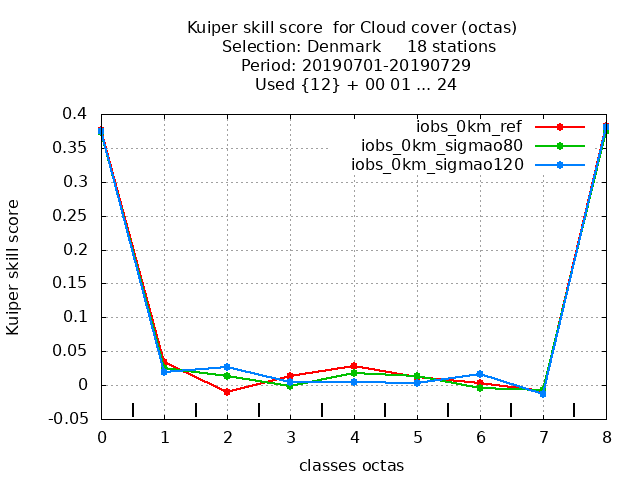 Kuiper skill score  for Cloud cover (octas)
Selection: Denmark     18 stations
Period: 20190701-20190729
Used {12} + 00 01 ... 24
iobs_0km_ref
iobs_0km_sigmao80
iobs_0km_sigmao120
Kuiper skill score
0.4
0.35
0.3
0.25
0.2
0.15
0.1
0.05
0
-0.05
0 1 2 3 4 5 6 7 8
classes octas